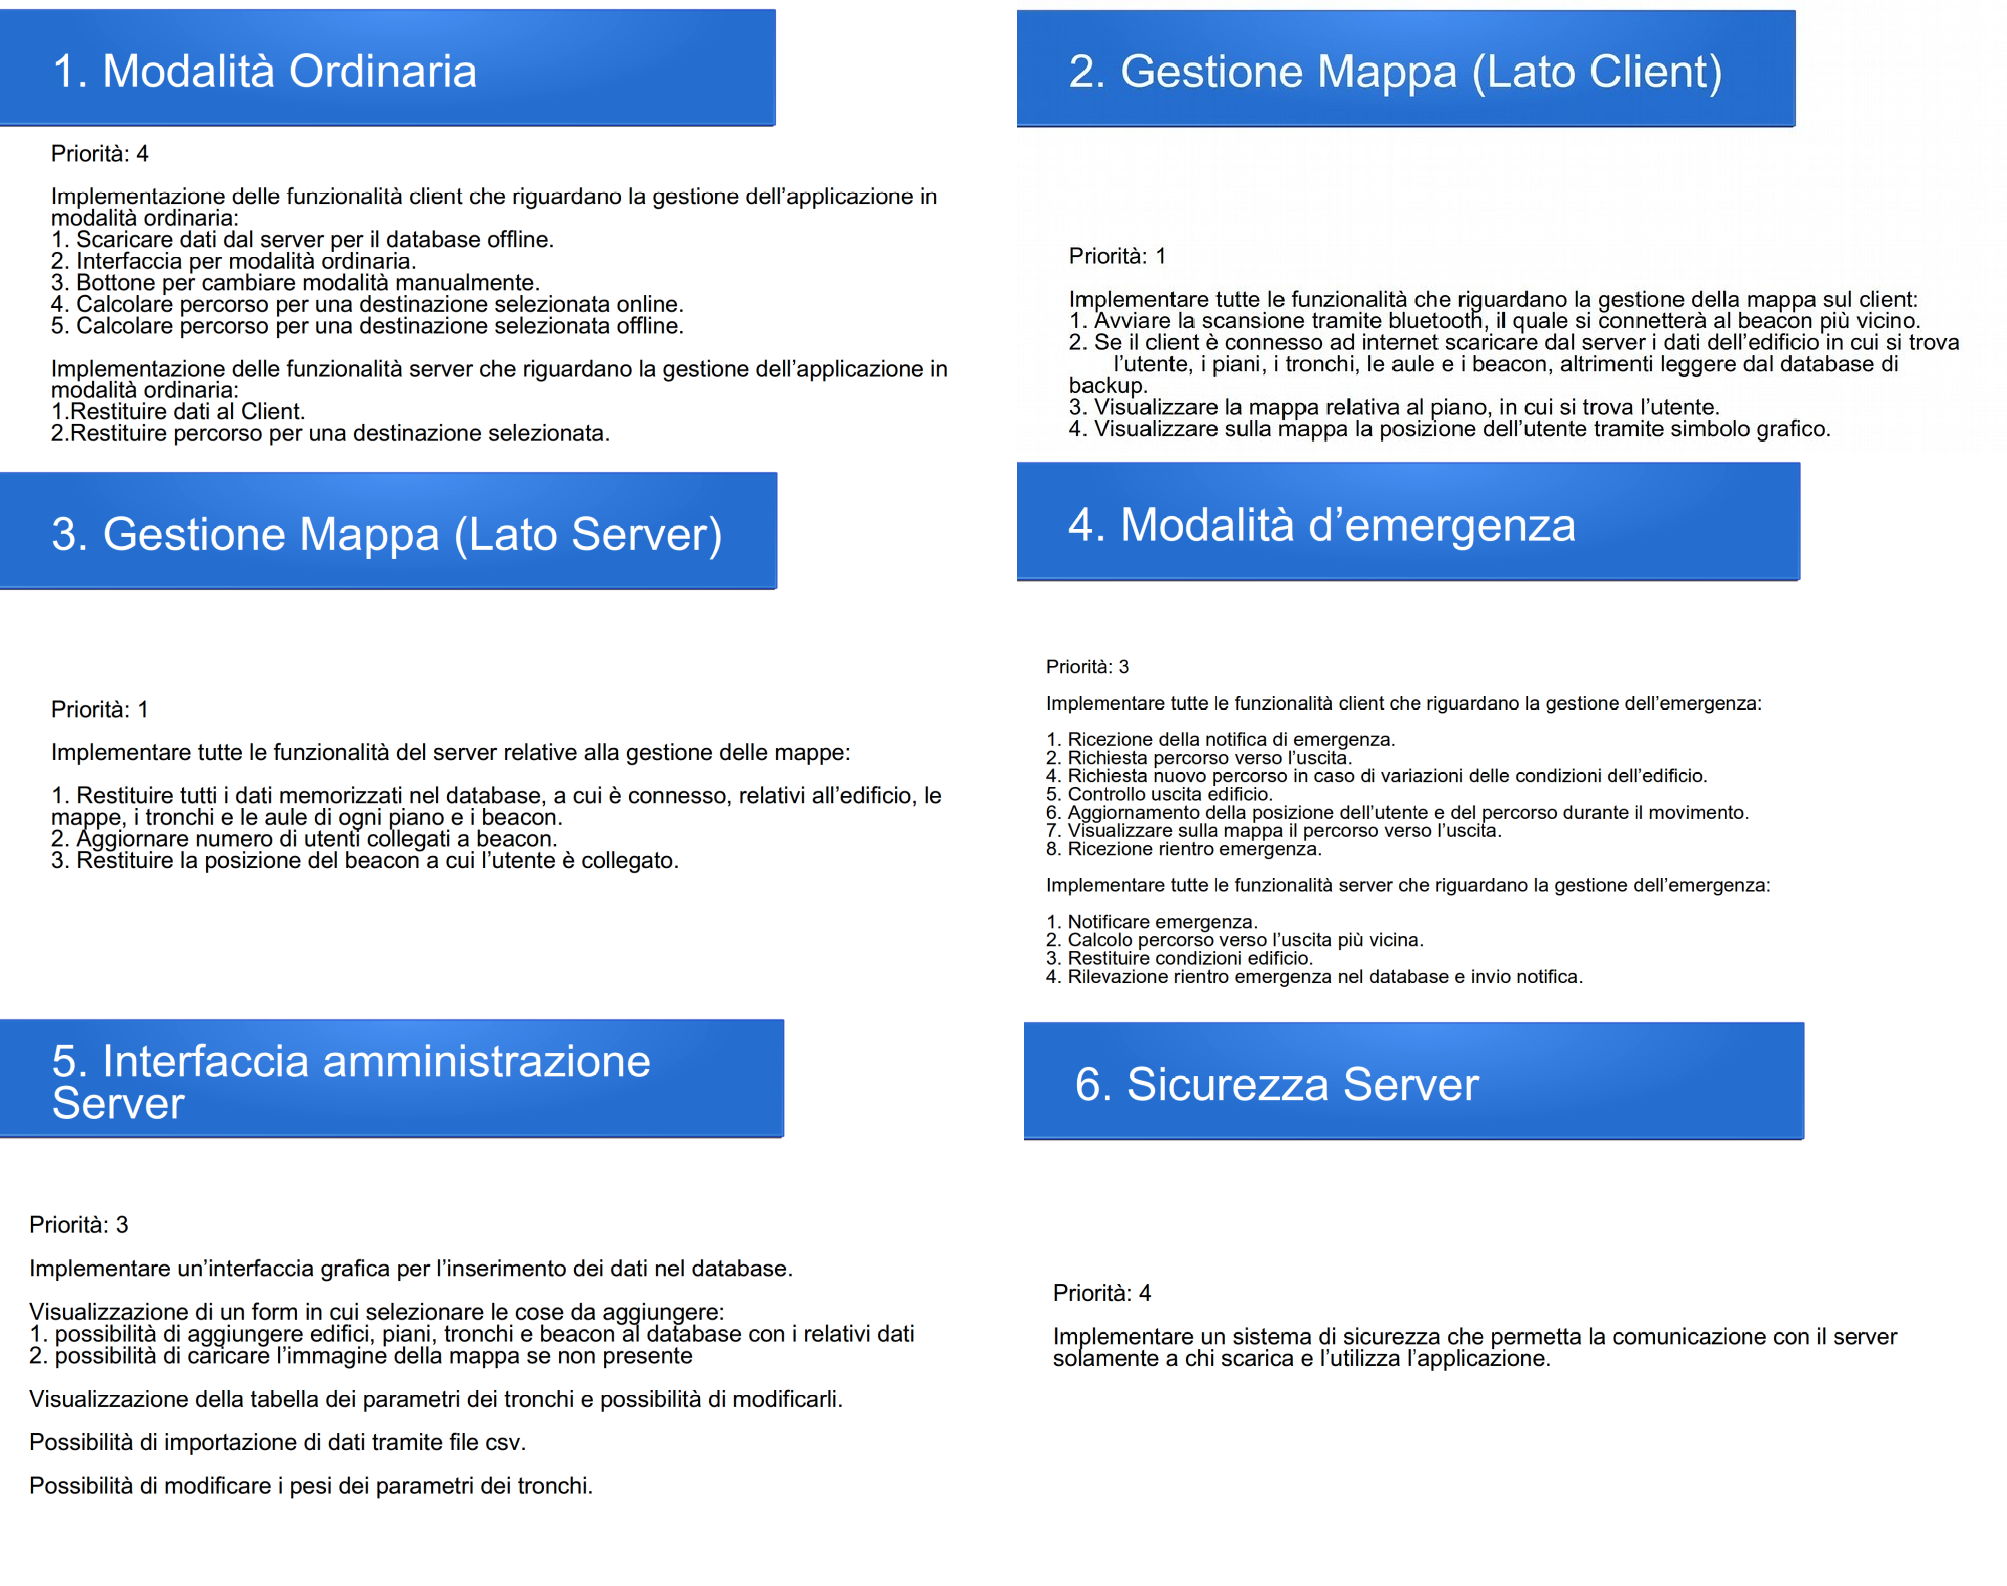 1. Modalità Ordinaria
Priorità: 4
Implementazione delle funzionalità client che riguardano la gestione dell’applicazione in
modalità ordinaria:
1. Scaricare dati dal server per il database offline.
2. Interfaccia per modalità ordinaria.
3. Bottone per cambiare modalità manualmente.
4. Calcolare percorso per una destinazione selezionata online.
5. Calcolare percorso per una destinazione selezionata offline.
Implementazione delle funzionalità server che riguardano la gestione dell’applicazione in
modalità ordinaria:
1.Restituire dati al Client.
2.Restituire percorso per una destinazione selezionata.
2. Gestione Mappa (Lato Client)
Priorità: 1
Implementare tutte le funzionalità che riguardano la gestione della mappa sul client:
1. Avviare la scansione tramite bluetooth, il quale si connetterà al beacon più vicino.
2. Se il client è connesso ad internet scaricare dal server i dati dell’edificio in cui si trova
l’utente, i piani, i tronchi, le aule e i beacon, altrimenti leggere dal database di
backup.
3. Visualizzare la mappa relativa al piano, in cui si trova l’utente.
4. Visualizzare sulla mappa la posizione dell’utente tramite simbolo grafico.
3. Gestione Mappa (Lato Server)
Priorità: 1
Implementare tutte le funzionalità del server relative alla gestione delle mappe:
1. Restituire tutti i dati memorizzati nel database, a cui è connesso, relativi all’edificio, le
mappe, i tronchi e le aule di ogni piano e i beacon.
2. Aggiornare numero di utenti collegati a beacon.
3. Restituire la posizione del beacon a cui l’utente è collegato.
4. Modalità d’emergenza
Priorità: 3
Implementare tutte le funzionalità client che riguardano la gestione dell’emergenza:
1. Ricezione della notifica di emergenza.
2. Richiesta percorso verso l’uscita.
4. Richiesta nuovo percorso in caso di variazioni delle condizioni dell’edificio.
5. Controllo uscita edificio.
6. Aggiornamento della posizione dell’utente e del percorso durante il movimento.
7. Visualizzare sulla mappa il percorso verso l’uscita.
8. Ricezione rientro emergenza.
Implementare tutte le funzionalità server che riguardano la gestione dell’emergenza:
1. Notificare emergenza.
2. Calcolo percorso verso l’uscita più vicina.
3. Restituire condizioni edificio.
4. Rilevazione rientro emergenza nel database e invio notifica.
5. Interfaccia amministrazione
Server
Priorità: 3
Implementare un’interfaccia grafica per l’inserimento dei dati nel database.
Visualizzazione di un form in cui selezionare le cose da aggiungere:
1. possibilità di aggiungere edifici, piani, tronchi e beacon al database con i relativi dati
2. possibilità di caricare l’immagine della mappa se non presente
Visualizzazione della tabella dei parametri dei tronchi e possibilità di modificarli.
Possibilità di importazione di dati tramite file csv.
Possibilità di modificare i pesi dei parametri dei tronchi.
6. Sicurezza Server
Priorità: 4
Implementare un sistema di sicurezza che permetta la comunicazione con il server
solamente a chi scarica e l’utilizza l’applicazione.